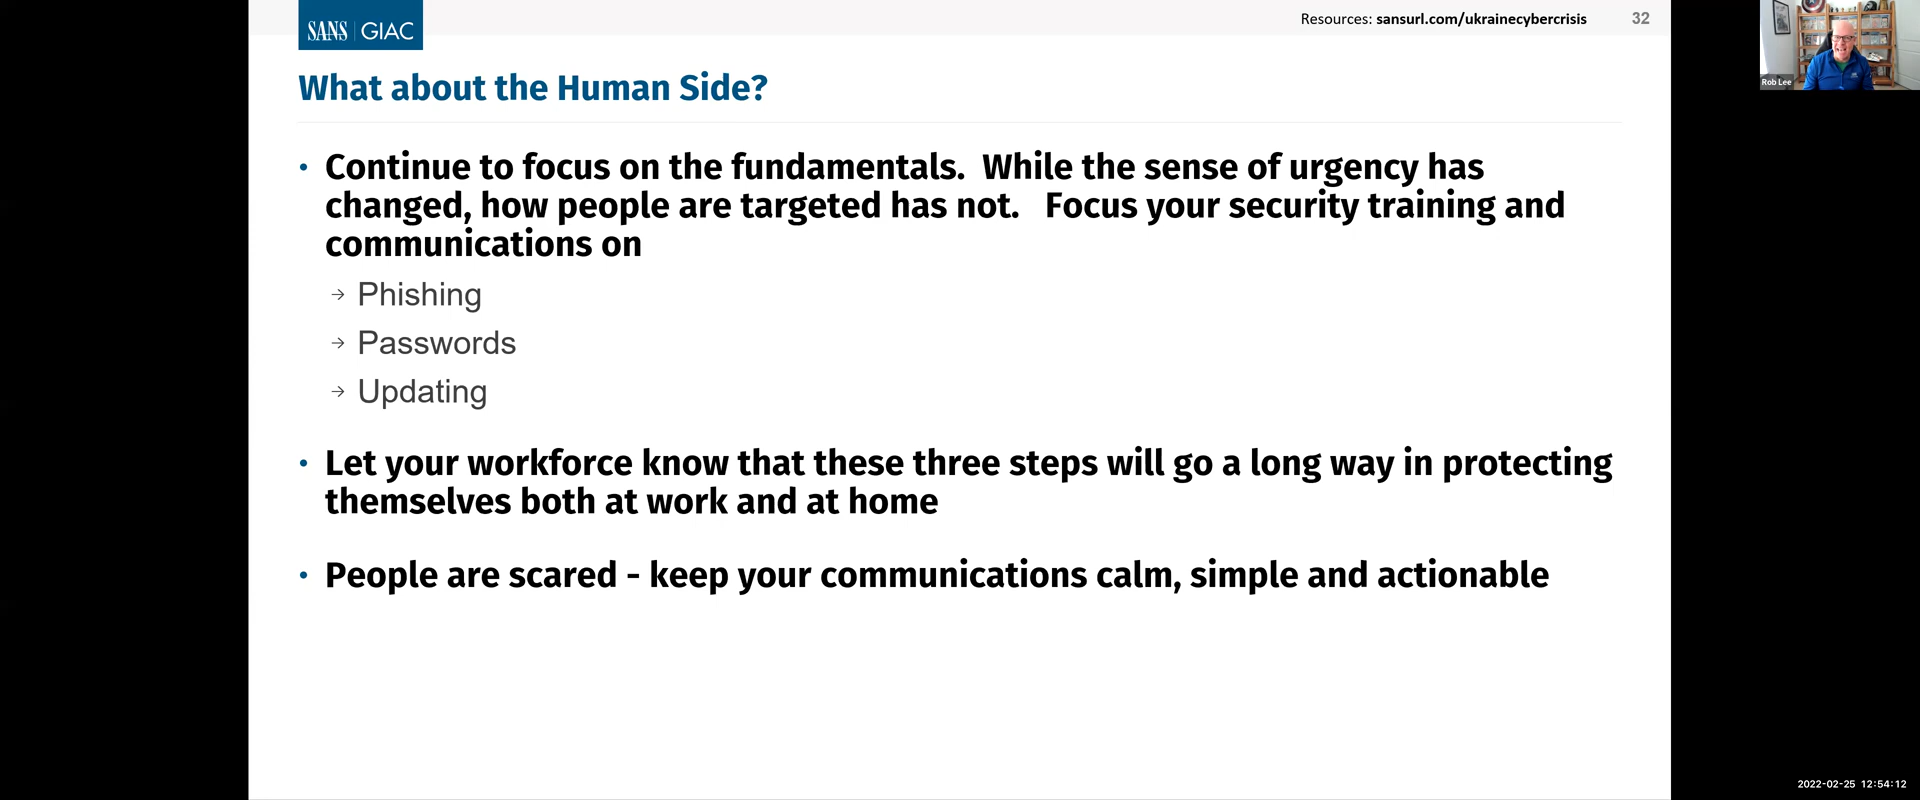 SANS | GIAC
Resources: sansurl.com/ukrainecybercrisis
32
Rob Lee
What about the Human Side?
• Continue to focus on the fundamentals.  While the sense of urgency has
changed, how people are targeted has not.   Focus your security training and
communications on
→ Phishing
→ Passwords
→ Updating
• Let your workforce know that these three steps will go a long way in protecting
themselves both at work and at home
• People are scared - keep your communications calm, simple and actionable
2022-02-25 12:54:12